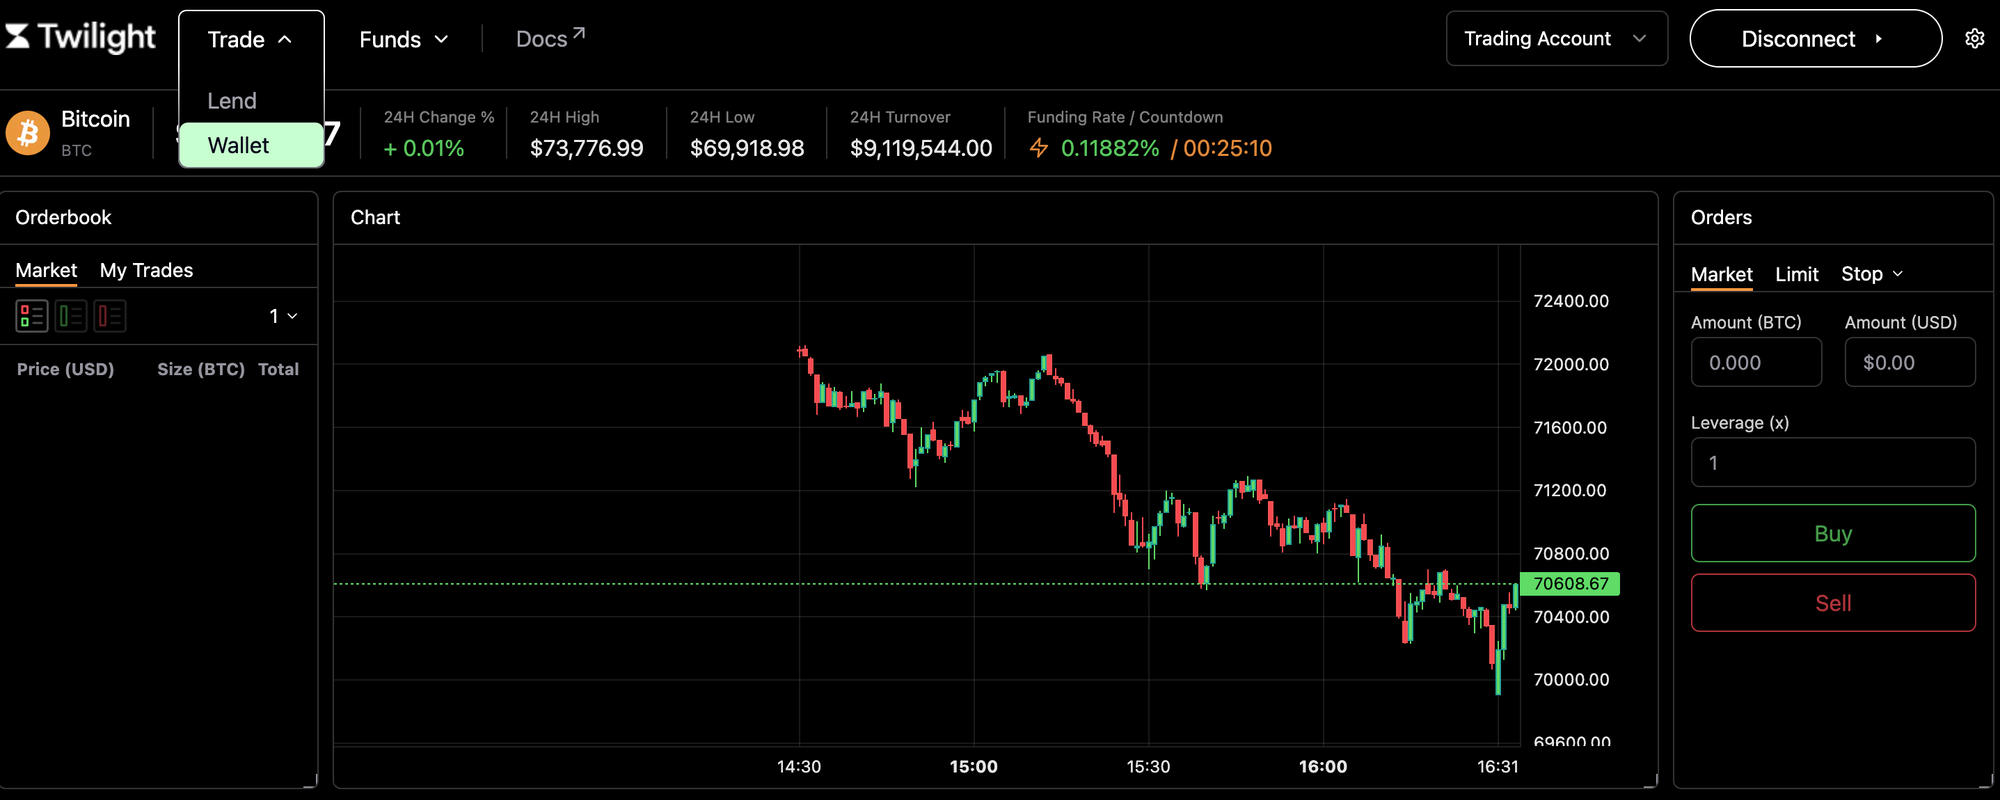 Twilight
Trade
Funds
Docs
Trading Account
Disconnect
Lend
Wallet
Bitcoin
BTC
7
24H Change %
+ 0.01%
24H High
$73,776.99
24H Low
$69,918.98
24H Turnover
$9,119,544.00
Funding Rate / Countdown
0.11882% / 00:25:10
Orderbook
Market My Trades
1
Price (USD) Size (BTC) Total
Chart
72400.00
72000.00
71600.00
71200.00
70800.00
70608.67
70400.00
70000.00
69600.00
14:30 15:00 15:30 16:00 16:31
Orders
Market Limit Stop
Amount (BTC) Amount (USD)
0.000 $0.00
Leverage (x)
1
Buy
Sell